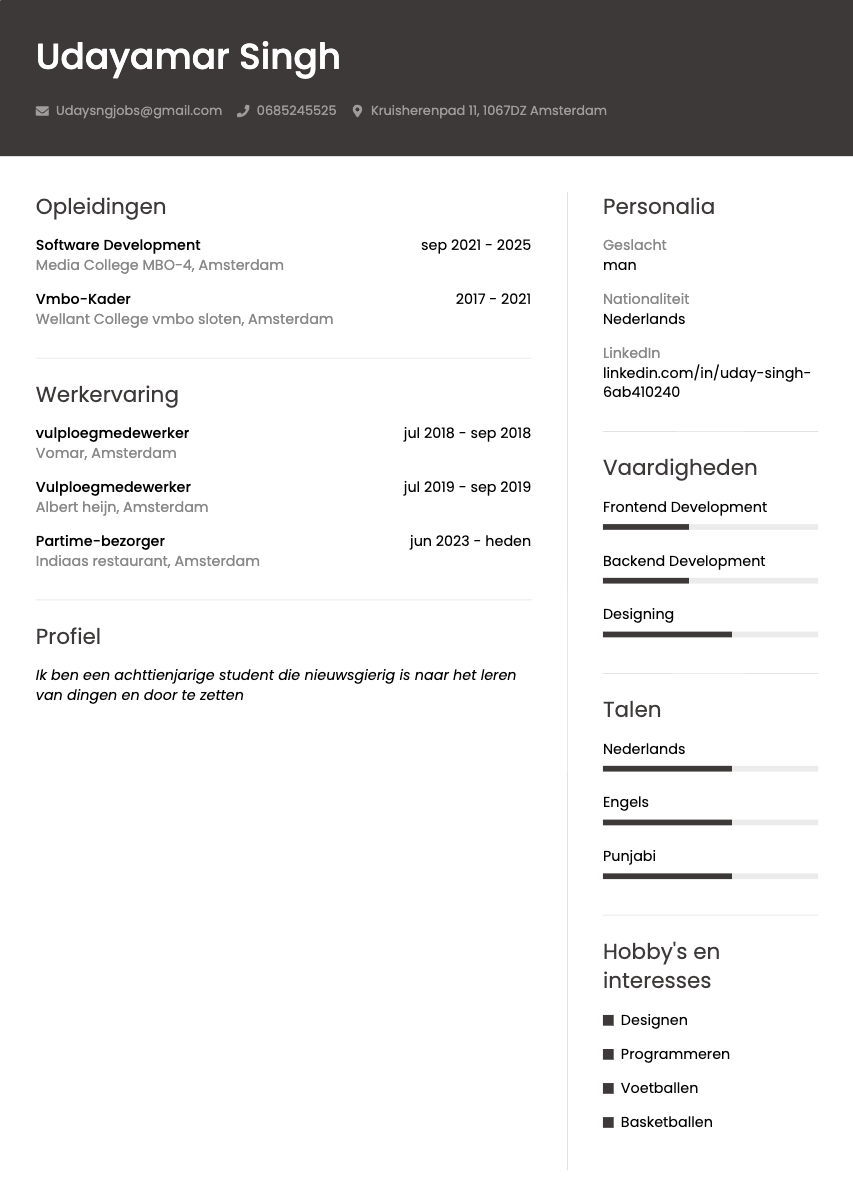 Udayamar Singh
Udaysngjobs@gmail.com 0685245525 Kruisherenpad 11, 1067DZ Amsterdam
Opleidingen
Software Development sep 2021 - 2025
Media College MBO-4, Amsterdam
Vmbo-Kader 2017 - 2021
Wellant College vmbo sloten, Amsterdam
Werkervaring
vulploegmedewerker jul 2018 - sep 2018
Vomar, Amsterdam
Vulploegmedewerker jul 2019 - sep 2019
Albert heijn, Amsterdam
Partime-bezorger jun 2023 - heden
Indiaas restaurant, Amsterdam
Profiel
Ik ben een achttienjarige student die nieuwsgierig is naar het leren
van dingen en door te zetten
Personalia
Geslacht
man
Nationaliteit
Nederlands
LinkedIn
linkedin.com/in/uday-singh-
6ab410240
Vaardigheden
Frontend Development
Backend Development
Designing
Talen
Nederlands
Engels
Punjabi
Hobby's en
interesses
Designen
Programmeren
Voetballen
Basketballen